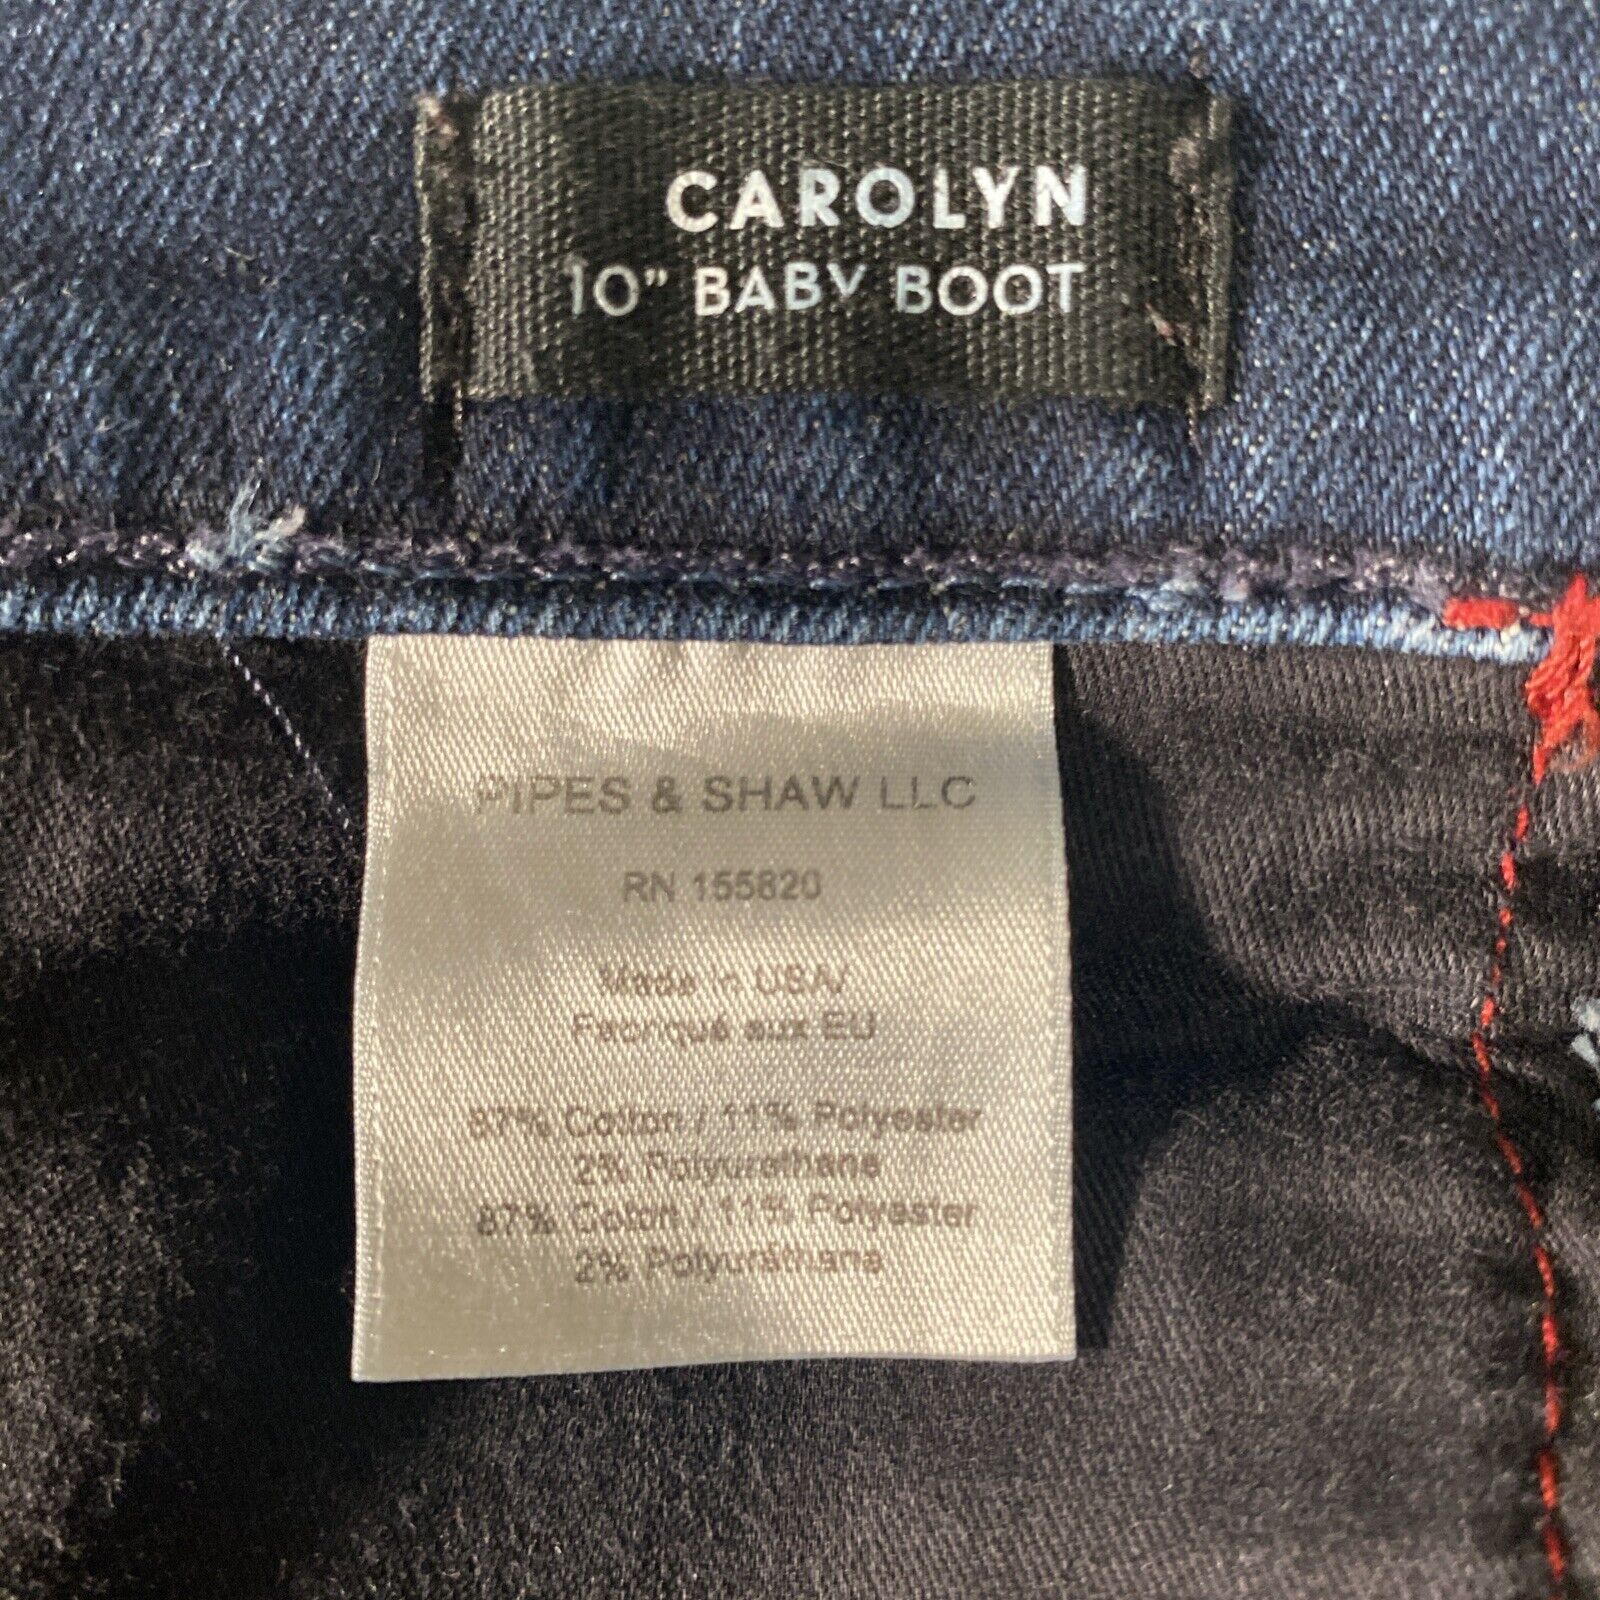 CAROLYN
10" BABY BOOT
PIPES & SHAW LLC
RN 155820
Made in USA/
Fabriqué aux EU
87% Cotton / 11% Polyester
2% Polyurethane
87% Coton / 11% Polyester
2% Polyuréthane